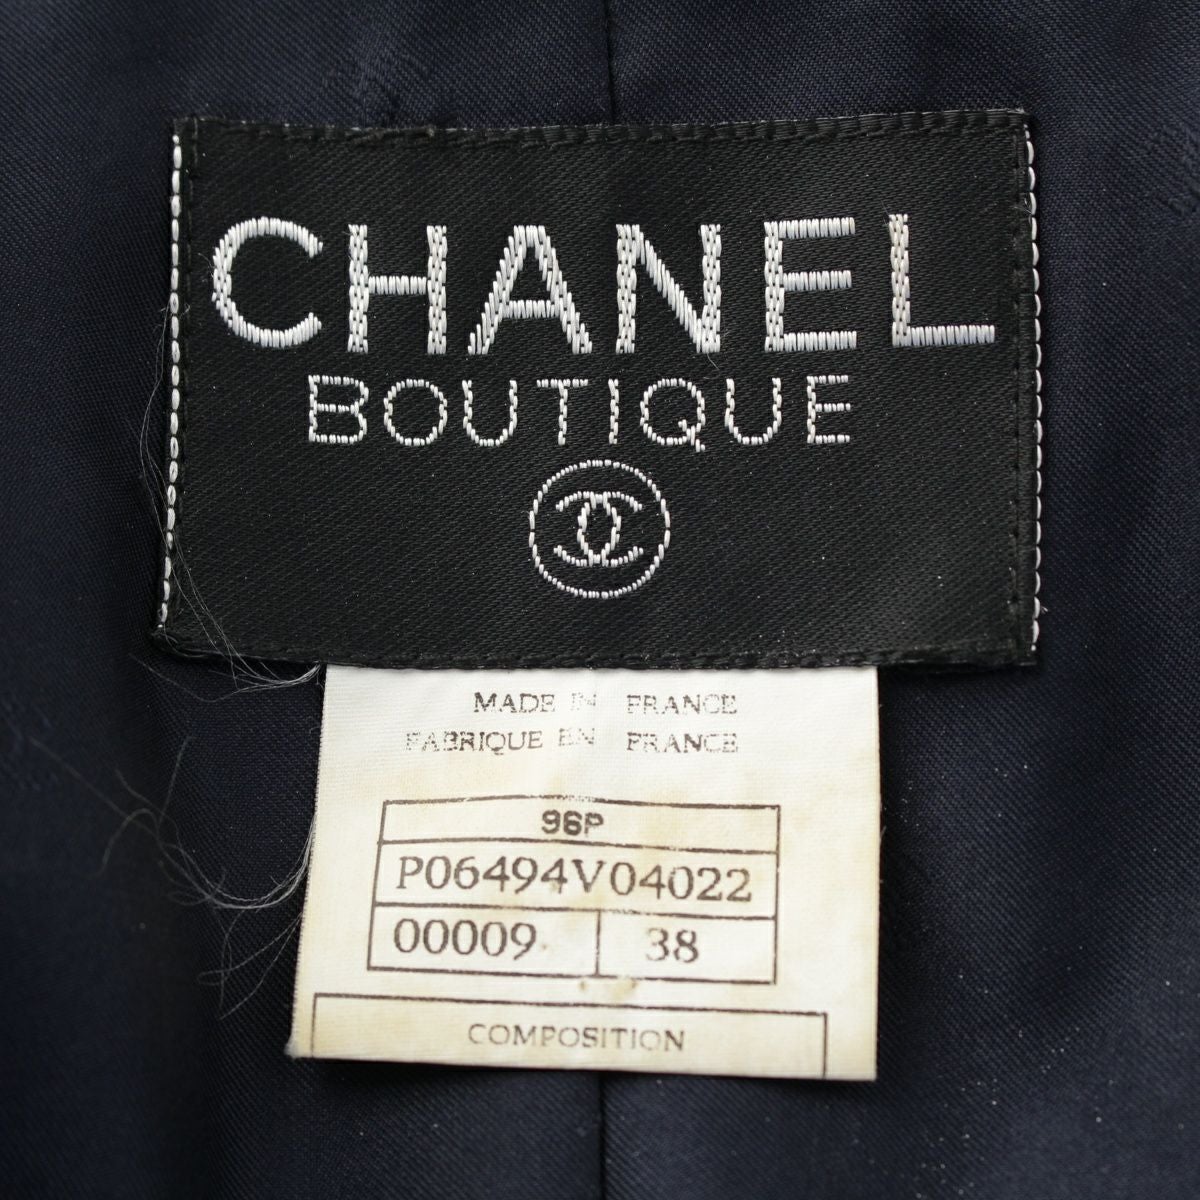 CHANEL
BOUTIQUE
MADE IN FRANCE
FABRIQUE EN FRANCE
96P
P06494V04022
00009 38
COMPOSITION